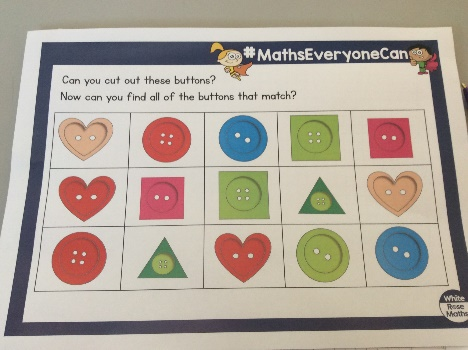 #MathsEveryoneCan
Can you cut out these buttons?
Now can you find all of the buttons that match?
White
Rose
Maths